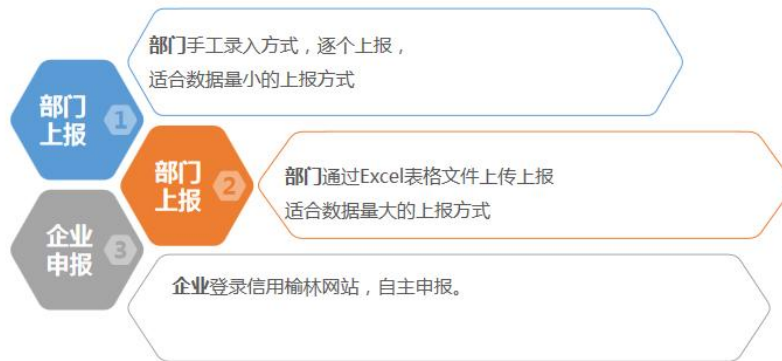 部门手工录入方式，逐个上报，
适合数据量小的上报方式
部门
上报
1
部门通过Excel表格文件上传上报
适合数据量大的上报方式
部门
上报
2
企业登录信用榆林网站，自主申报。
企业
申报
3